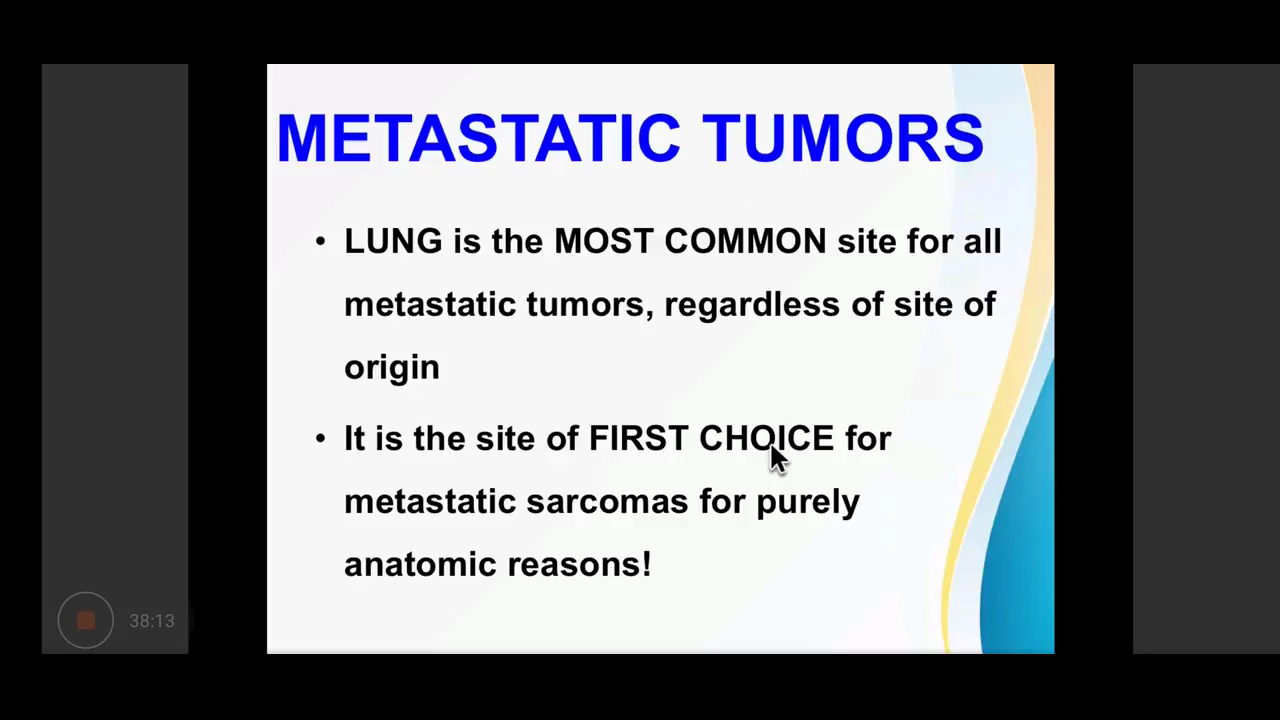 METASTATIC TUMORS
• LUNG is the MOST COMMON site for all
metastatic tumors, regardless of site of
origin
• It is the site of FIRST CHOICE for
metastatic sarcomas for purely
anatomic reasons!
38:13